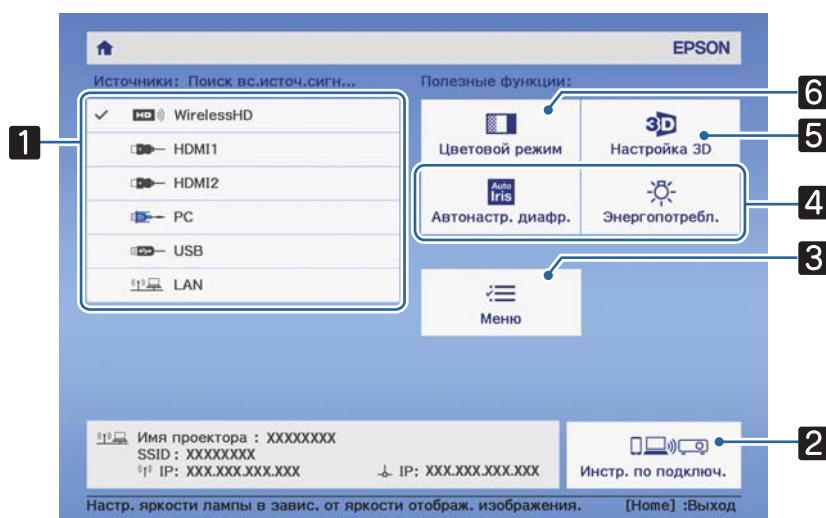 EPSON
Источники: Поиск вс.источ.сигн...
Полезные функции:
WirelessHD
HDMI1
HDMI2
PC
USB
LAN
Цветовой режим
3D
Настройка 3D
Auto Iris
Автонастр. диафр.
Энергопотребл.
Меню
Имя проектора : XXXXXXXX
SSID : XXXXXXXX
IP: XXX.XXX.XXX.XXX
IP: XXX.XXX.XXX.XXX
Инстр. по подключ.
Настр. яркости лампы в завис. от яркости отображ. изображения.
[Home] :Выход
1
6
5
4
3
2